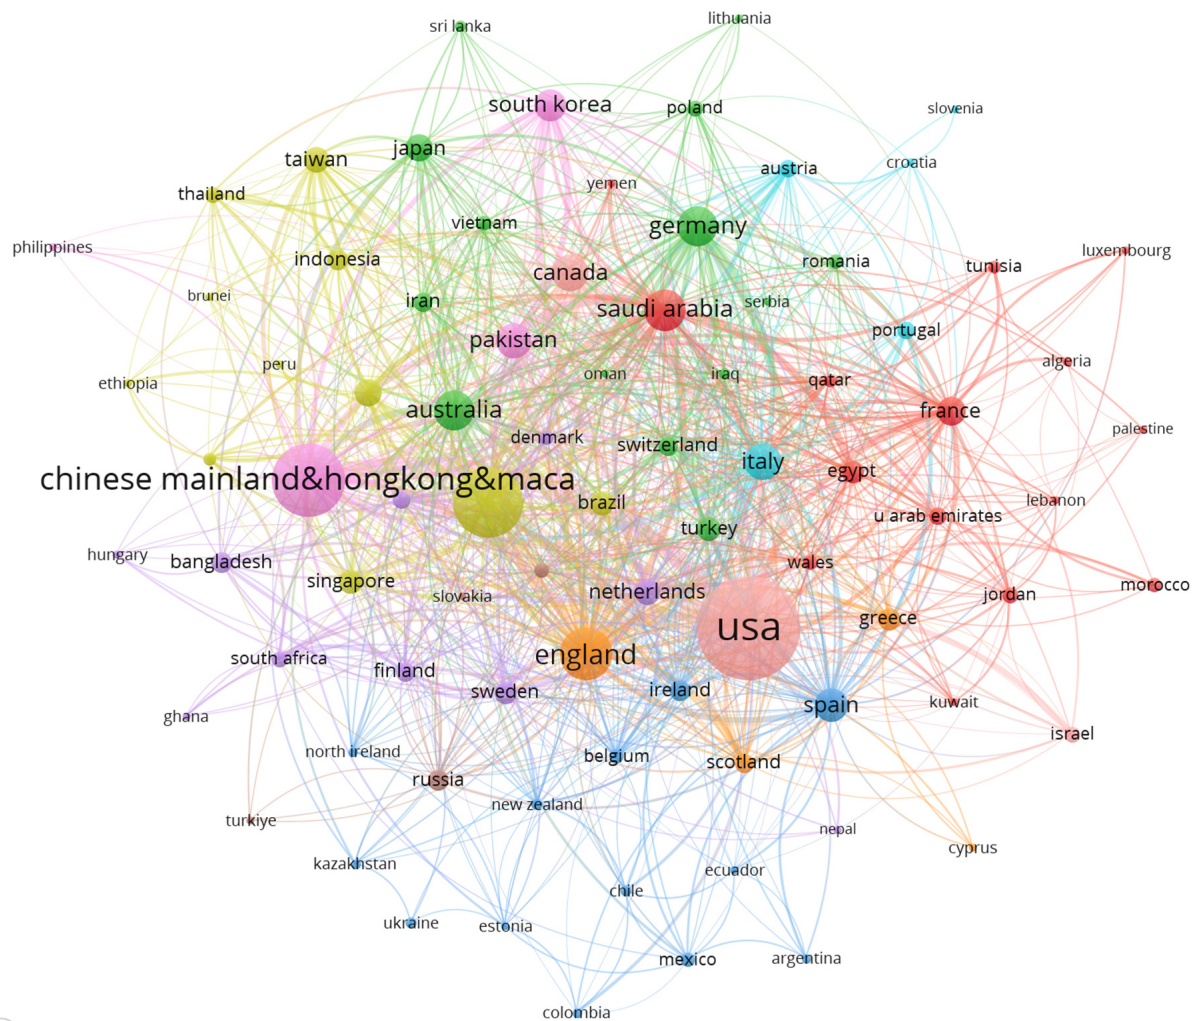 sri lanka
lithuania
south korea
poland
slovenia
japan
taiwan
austria
croatia
yemen
thailand
vietnam
germany
philippines
indonesia
canada
romania
tunisia
luxembourg
brunei
iran
saudi arabia
serbia
pakistan
portugal
peru
oman
iraq
qatar
algeria
ethiopia
australia
france
denmark
switzerland
palestine
chinese mainland&hongkong&maca
italy
egypt
brazil
lebanon
turkey
u arab emirates
hungary
bangladesh
wales
singapore
slovakia
netherlands
jordan
morocco
usa
greece
south africa
england
finland
sweden
ireland
spain
kuwait
ghana
israel
north ireland
belgium
scotland
russia
new zealand
turkiye
nepal
cyprus
kazakhstan
ecuador
chile
ukraine
estonia
mexico
argentina
colombia